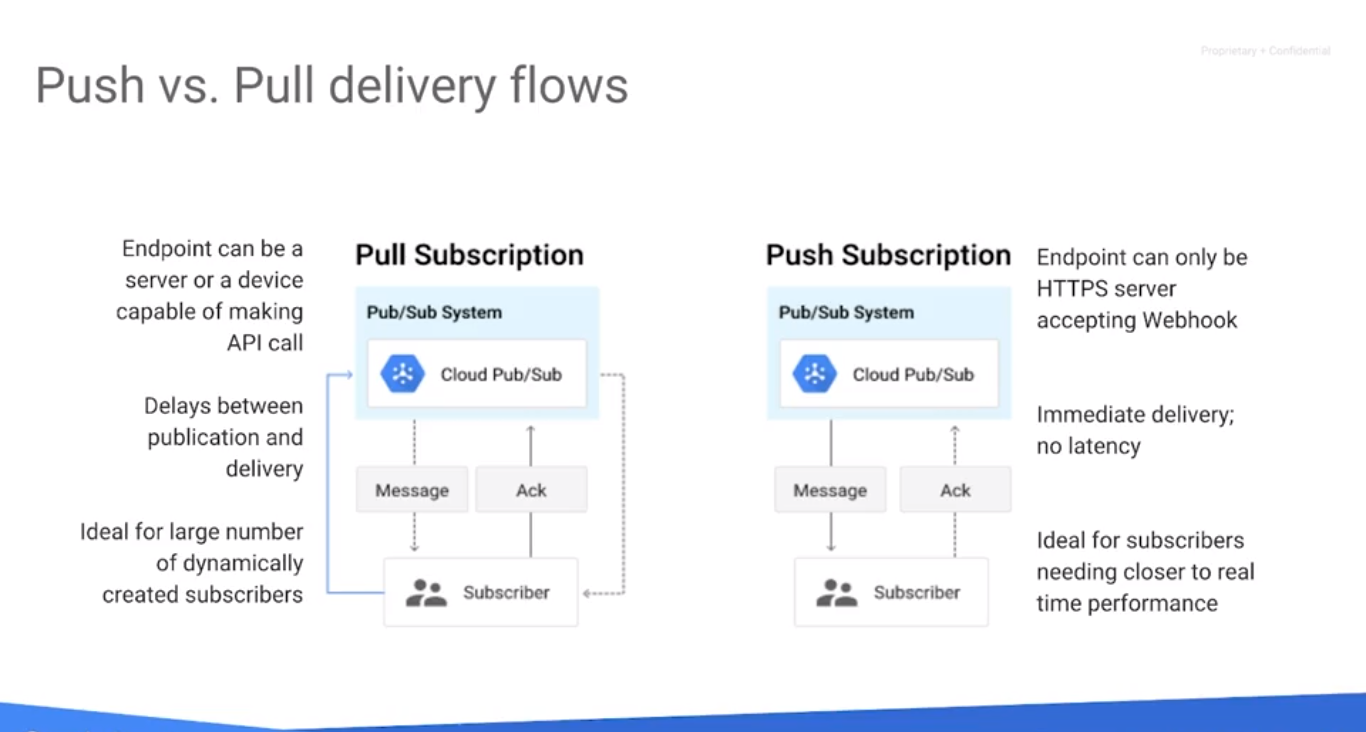 Proprietary + Confidential
Push vs. Pull delivery flows
Endpoint can be a
server or a device
capable of making
API call
Delays between
publication and
delivery
Ideal for large number
of dynamically
created subscribers
Pull Subscription
Pub/Sub System
Cloud Pub/Sub
Message
Ack
Subscriber
Push Subscription
Pub/Sub System
Cloud Pub/Sub
Message
Ack
Subscriber
Endpoint can only be
HTTPS server
accepting Webhook
Immediate delivery;
no latency
Ideal for subscribers
needing closer to real
time performance